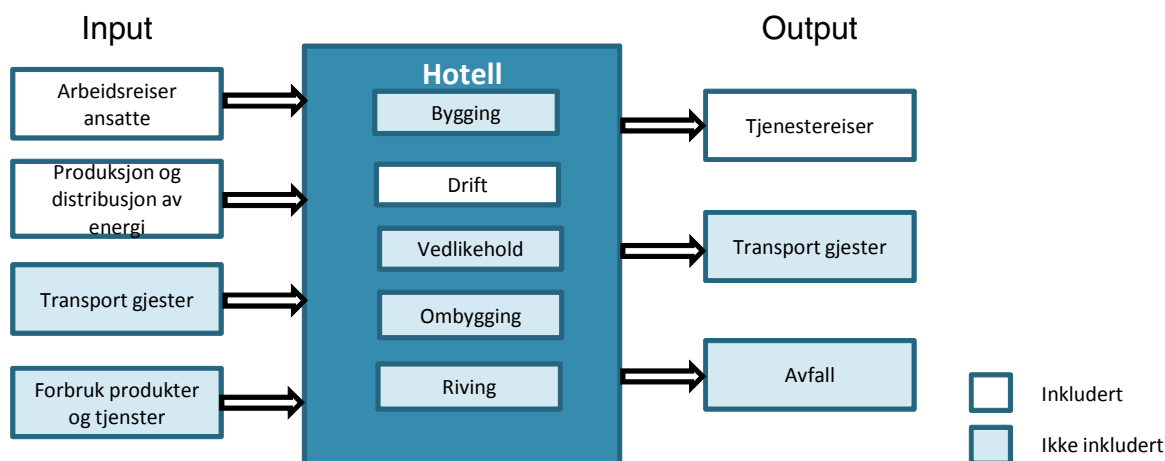 Input
Output
Hotell
Arbeidsreiser
ansatte
Produksjon og
distribusjon av
energi
Transport gjester
Forbruk produkter
og tjenster
Bygging
Drift
Vedlikehold
Ombygging
Riving
Tjenestereiser
Transport gjester
Avfall
Inkludert
Ikke inkludert